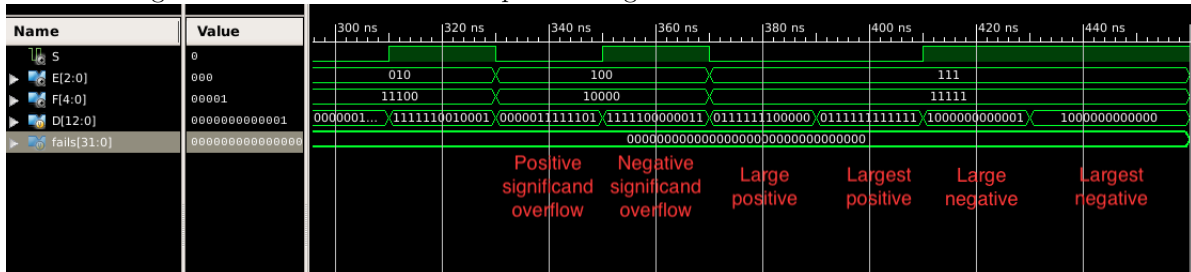 Name Value 300 ns 320 ns 340 ns 360 ns 380 ns 400 ns 420 ns 440 ns
S 0
E[2:0] 000 010 100 111
F[4:0] 00001 11100 10000 11111
D[12:0] 0000000000001 0000001... 1111110010001 0000011111101 1111100000011 0111111100000 0111111111111 1000000000001 1000000000000
fails[31:0] 0000000000000000 00000000000000000000000000000000
Positive significand overflow
Negative significand overflow
Large positive
Largest positive
Large negative
Largest negative